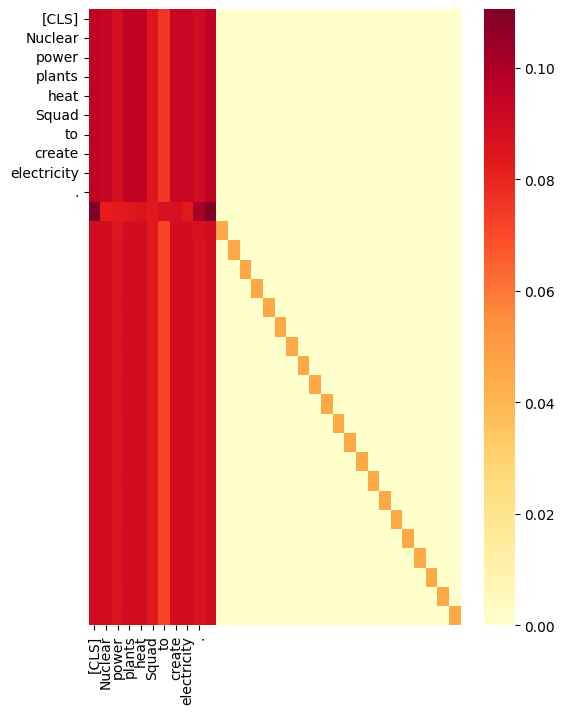 [CLS]
Nuclear
power
plants
heat
Squad
to
create
electricity
.
0.10
0.08
0.06
0.04
0.02
0.00
[CLS]
Nuclear
power
plants
heat
Squad
to
create
electricity
.